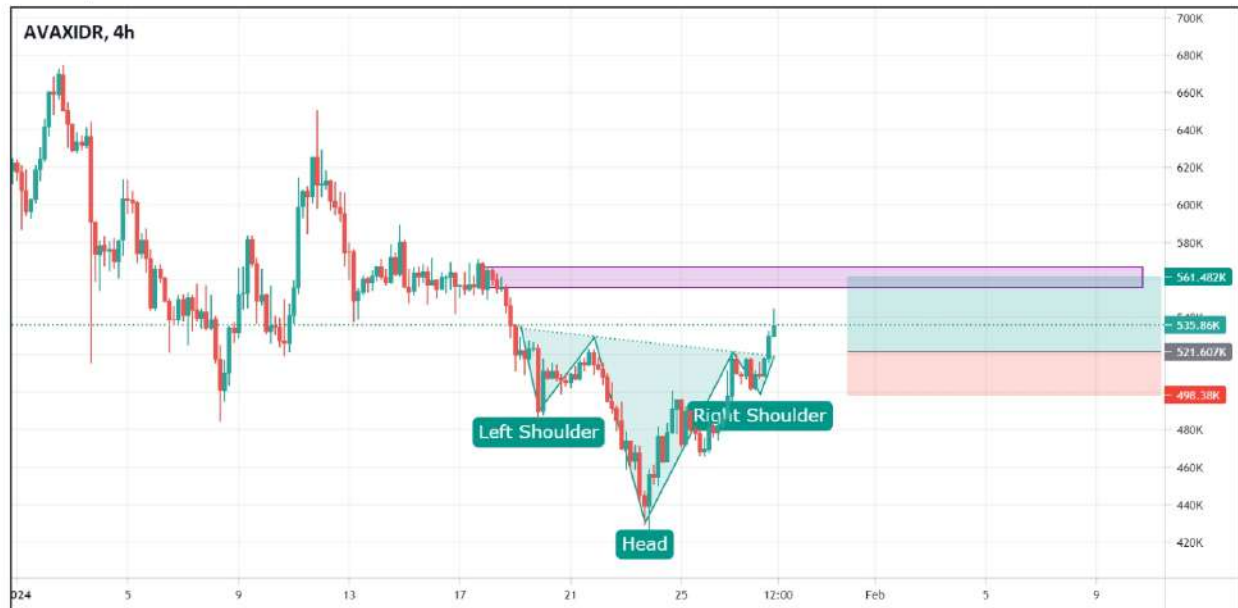 AVAXIDR, 4h
700K
680K
660K
640K
620K
600K
580K
561.482K
535.86K
521.607K
498.38K
480K
460K
440K
420K
Left Shoulder
Right Shoulder
Head
5
9
13
17
21
25
12:00
Feb
5
9